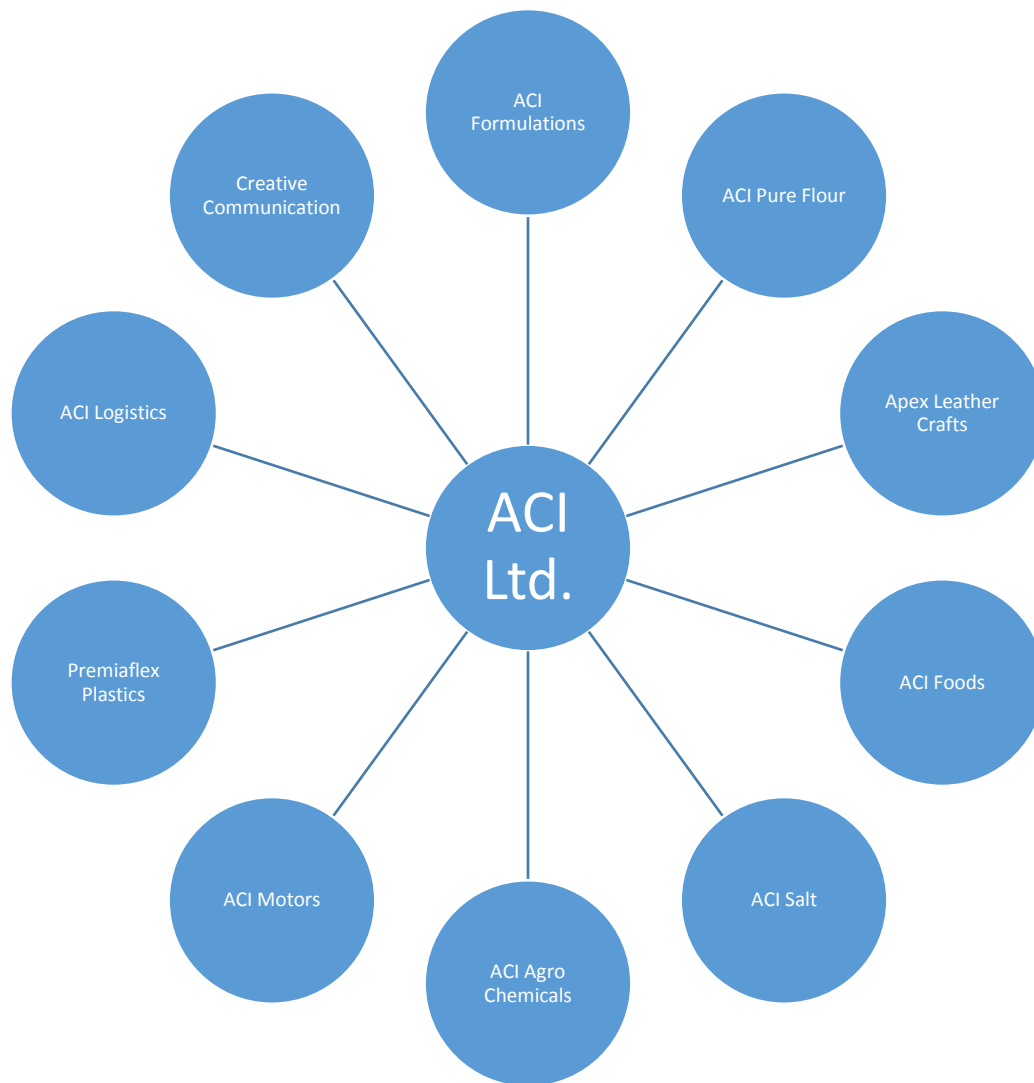 ACI
Formulations
ACI Pure Flour
Apex Leather
Crafts
ACI Foods
ACI Salt
ACI Agro
Chemicals
ACI Motors
Premiaflex
Plastics
ACI Logistics
Creative
Communication
ACI
Ltd.